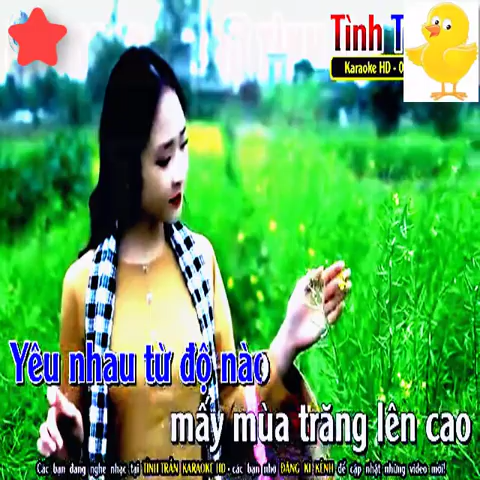 Tình T
Karaoke HD - 0
Yêu nhau từ độ nào
mấy mùa trăng lên cao
Các bạn đang nghe nhạc tại TÌNH TRẦN KARAOKE HD - các bạn nhớ ĐĂNG KÍ KÊNH để cập nhật những video mới!